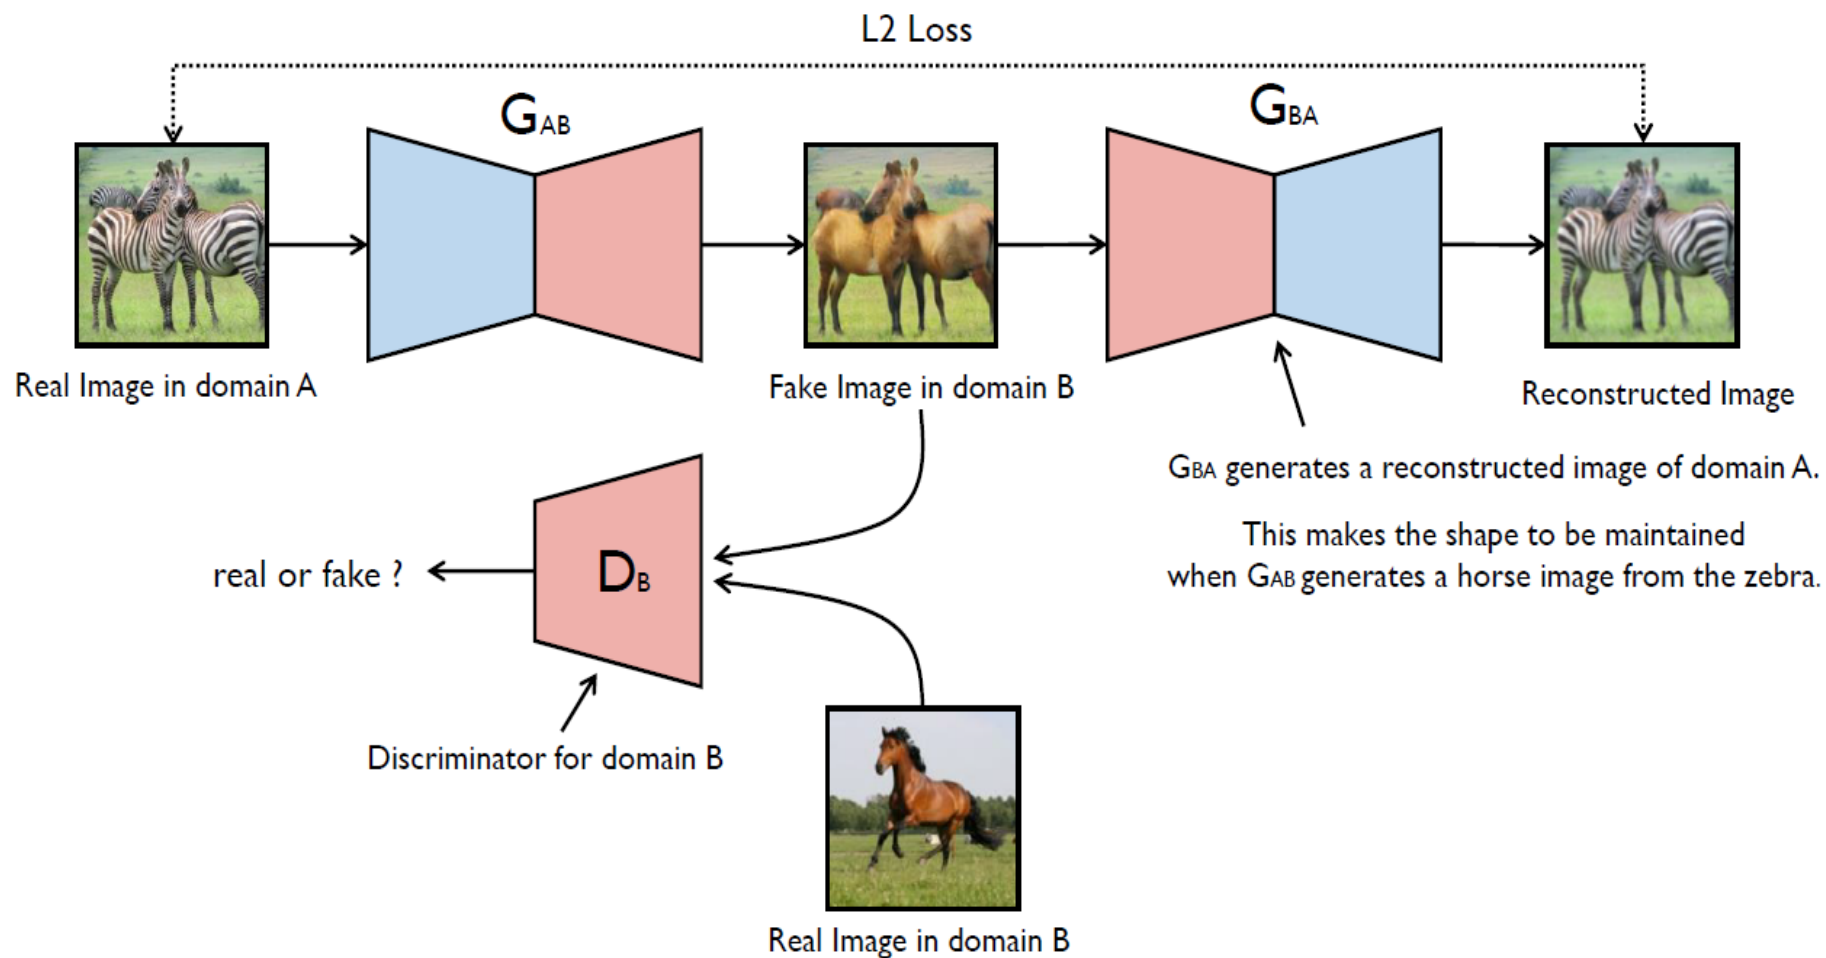 L2 Loss
GAB
GBA
Real Image in domain A
Fake Image in domain B
Reconstructed Image
GBA generates a reconstructed image of domain A.
This makes the shape to be maintained
when GAB generates a horse image from the zebra.
real or fake ?
DB
Discriminator for domain B
Real Image in domain B